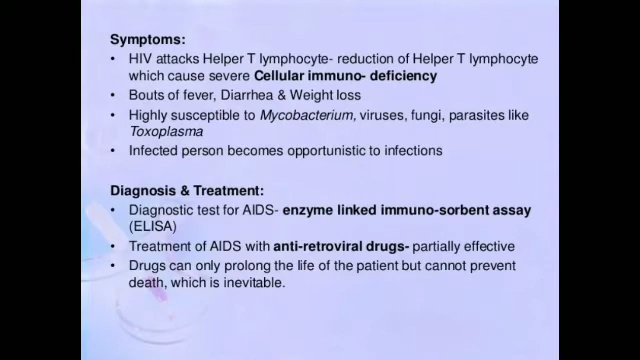 Symptoms:
• HIV attacks Helper T lymphocyte- reduction of Helper T lymphocyte
which cause severe Cellular immuno- deficiency
• Bouts of fever, Diarrhea & Weight loss
• Highly susceptible to Mycobacterium, viruses, fungi, parasites like
Toxoplasma
• Infected person becomes opportunistic to infections
Diagnosis & Treatment:
• Diagnostic test for AIDS- enzyme linked immuno-sorbent assay
(ELISA)
• Treatment of AIDS with anti-retroviral drugs- partially effective
• Drugs can only prolong the life of the patient but cannot prevent
death, which is inevitable.